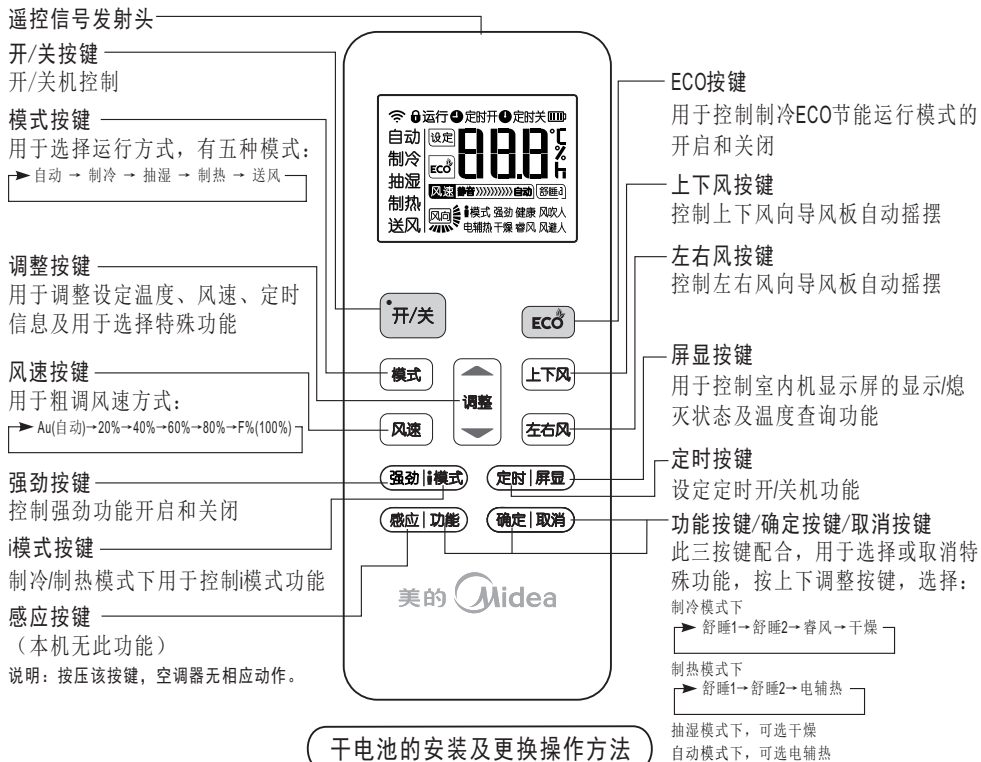 遥控信号发射头
开/关按键
开/关机控制
模式按键
用于选择运行方式，有五种模式：
自动 → 制冷 → 抽湿 → 制热 → 送风
调整按键
用于调整设定温度、风速、定时
信息及用于选择特殊功能
风速按键
用于粗调风速方式：
Au(自动)→20%→40%→60%→80%→F%(100%)
强劲按键
控制强劲功能开启和关闭
i模式按键
制冷/制热模式下用于控制i模式功能
感应按键
（本机无此功能）
说明：按压该按键，空调器无相应动作。
运行 定时开 定时关
自动 设定 88.8 ℃ % h
制冷 ECO
抽湿 风速 静音 》》》》》自动 舒睡
制热 风向 i模式 强劲 健康 风吹人
送风 电辅热 干燥 睿风 风避人
开/关
ECO
模式
调整
上下风
风速
左右风
强劲 | i模式
定时 | 屏显
感应 | 功能
确定 | 取消
美的 Midea
ECO按键
用于控制制冷ECO节能运行模式的
开启和关闭
上下风按键
控制上下风向导风板自动摇摆
左右风按键
控制左右风向导风板自动摇摆
屏显按键
用于控制室内机显示屏的显示/熄
灭状态及温度查询功能
定时按键
设定定时开/关机功能
功能按键/确定按键/取消按键
此三按键配合，用于选择或取消特
殊功能，按上下调整按键，选择：
制冷模式下
舒睡1→舒睡2→睿风→干燥
制热模式下
舒睡1→舒睡2→电辅热
抽湿模式下，可选干燥
自动模式下，可选电辅热
干电池的安装及更换操作方法